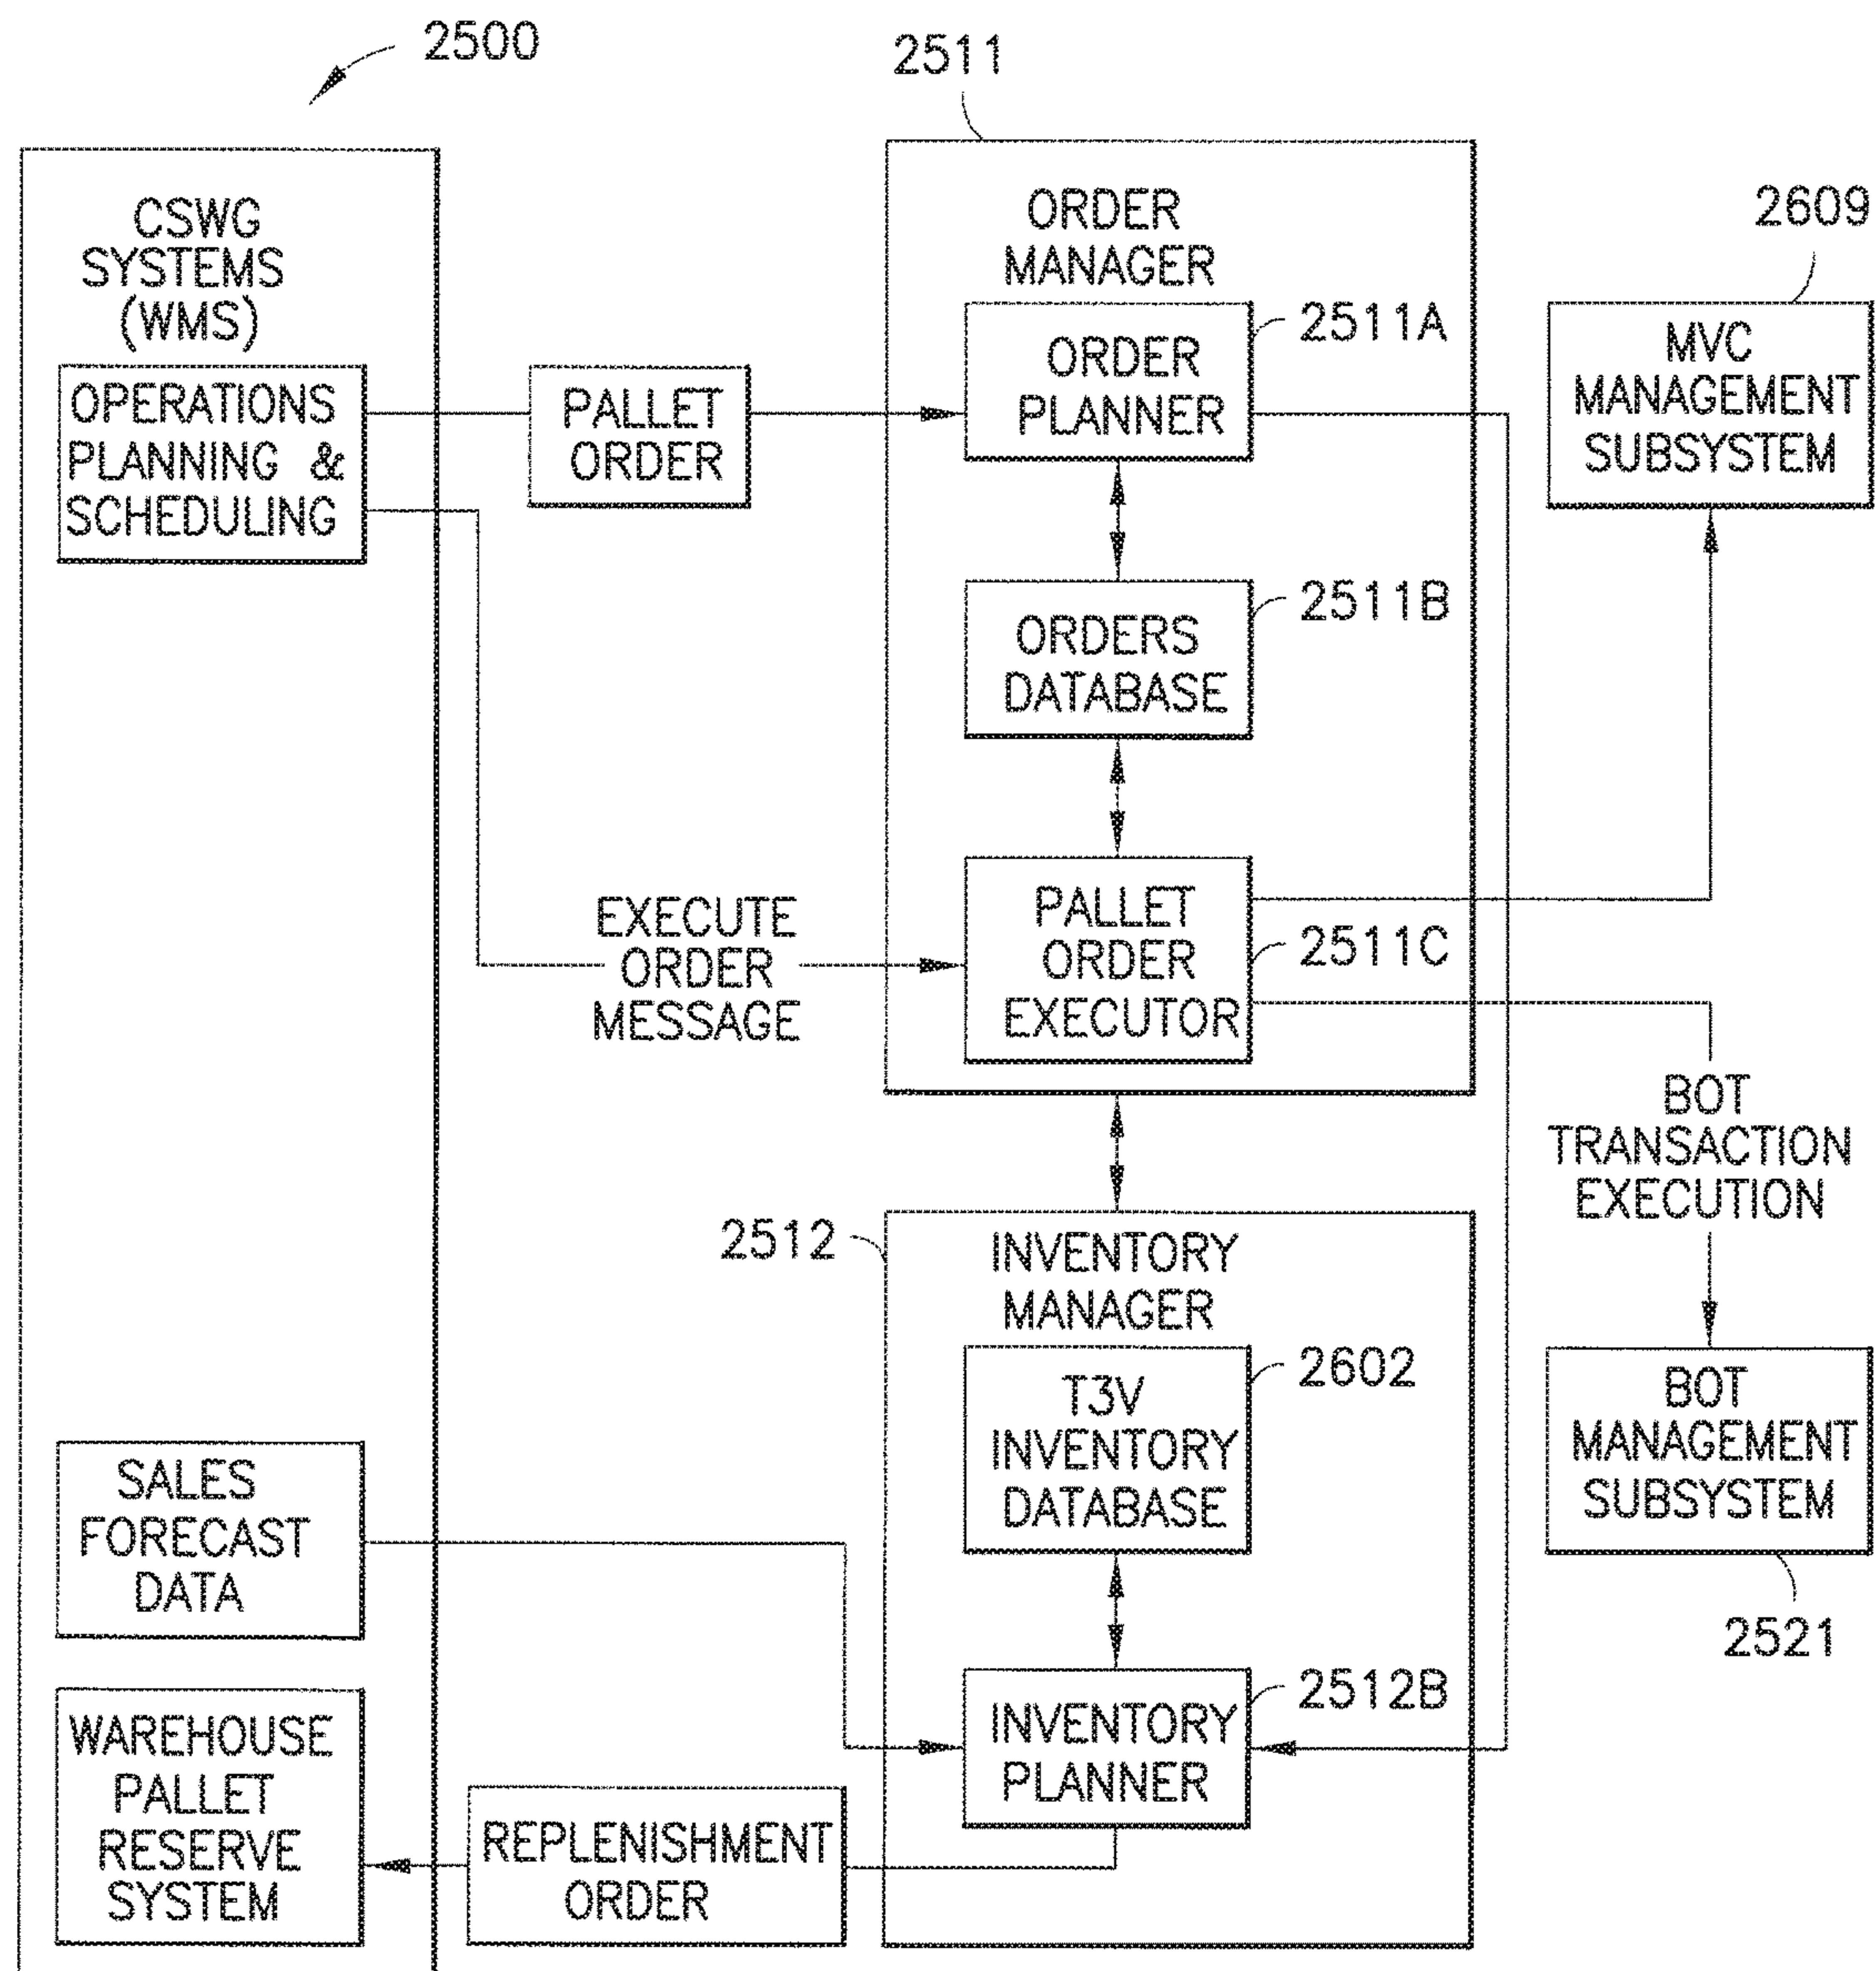 2500
2511
CSWG
SYSTEMS
(WMS)
OPERATIONS
PLANNING &
SCHEDULING
PALLET
ORDER
ORDER
MANAGER
ORDER
PLANNER
2511A
2609
MVC
MANAGEMENT
SUBSYSTEM
ORDERS
DATABASE
2511B
EXECUTE
ORDER
MESSAGE
PALLET
ORDER
EXECUTOR
2511C
BOT
TRANSACTION
EXECUTION
2512
INVENTORY
MANAGER
T3V
INVENTORY
DATABASE
2602
BOT
MANAGEMENT
SUBSYSTEM
2521
SALES
FORECAST
DATA
INVENTORY
PLANNER
2512B
WAREHOUSE
PALLET
RESERVE
SYSTEM
REPLENISHMENT
ORDER